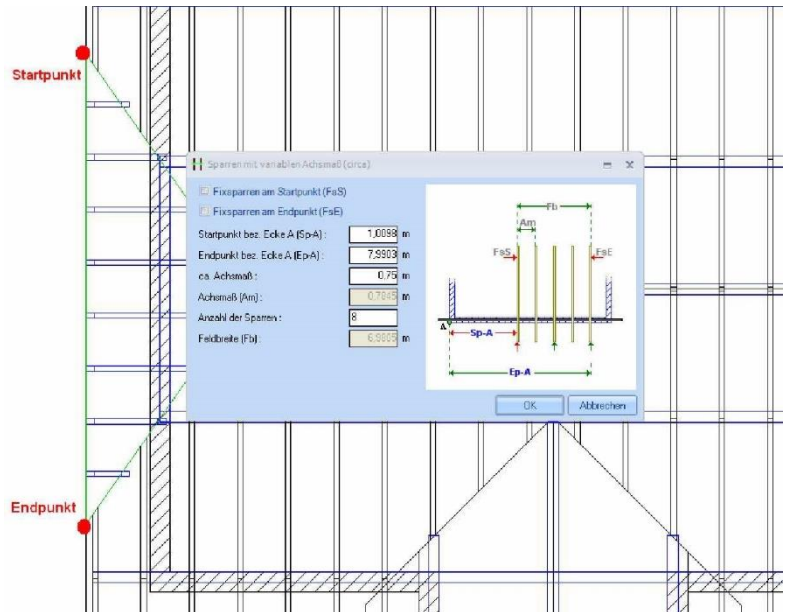 Startpunkt
Sparren mit variablen Achsmaß (circa)
Fixsparren am Startpunkt (FsS)
Fixsparren am Endpunkt (FsE)
Startpunkt bez. Ecke A (Sp-A) : 1,0098 m
Endpunkt bez. Ecke A (Ep-A) : 7,9903 m
ca. Achsmaß : 0,75 m
Achsmaß (Am) : 0,7845 m
Anzahl der Sparren : 8
Feldbreite (Fb) : 6,9805 m
Fb
Am
FsS
FsE
A
Sp-A
Ep-A
OK
Abbrechen
Endpunkt